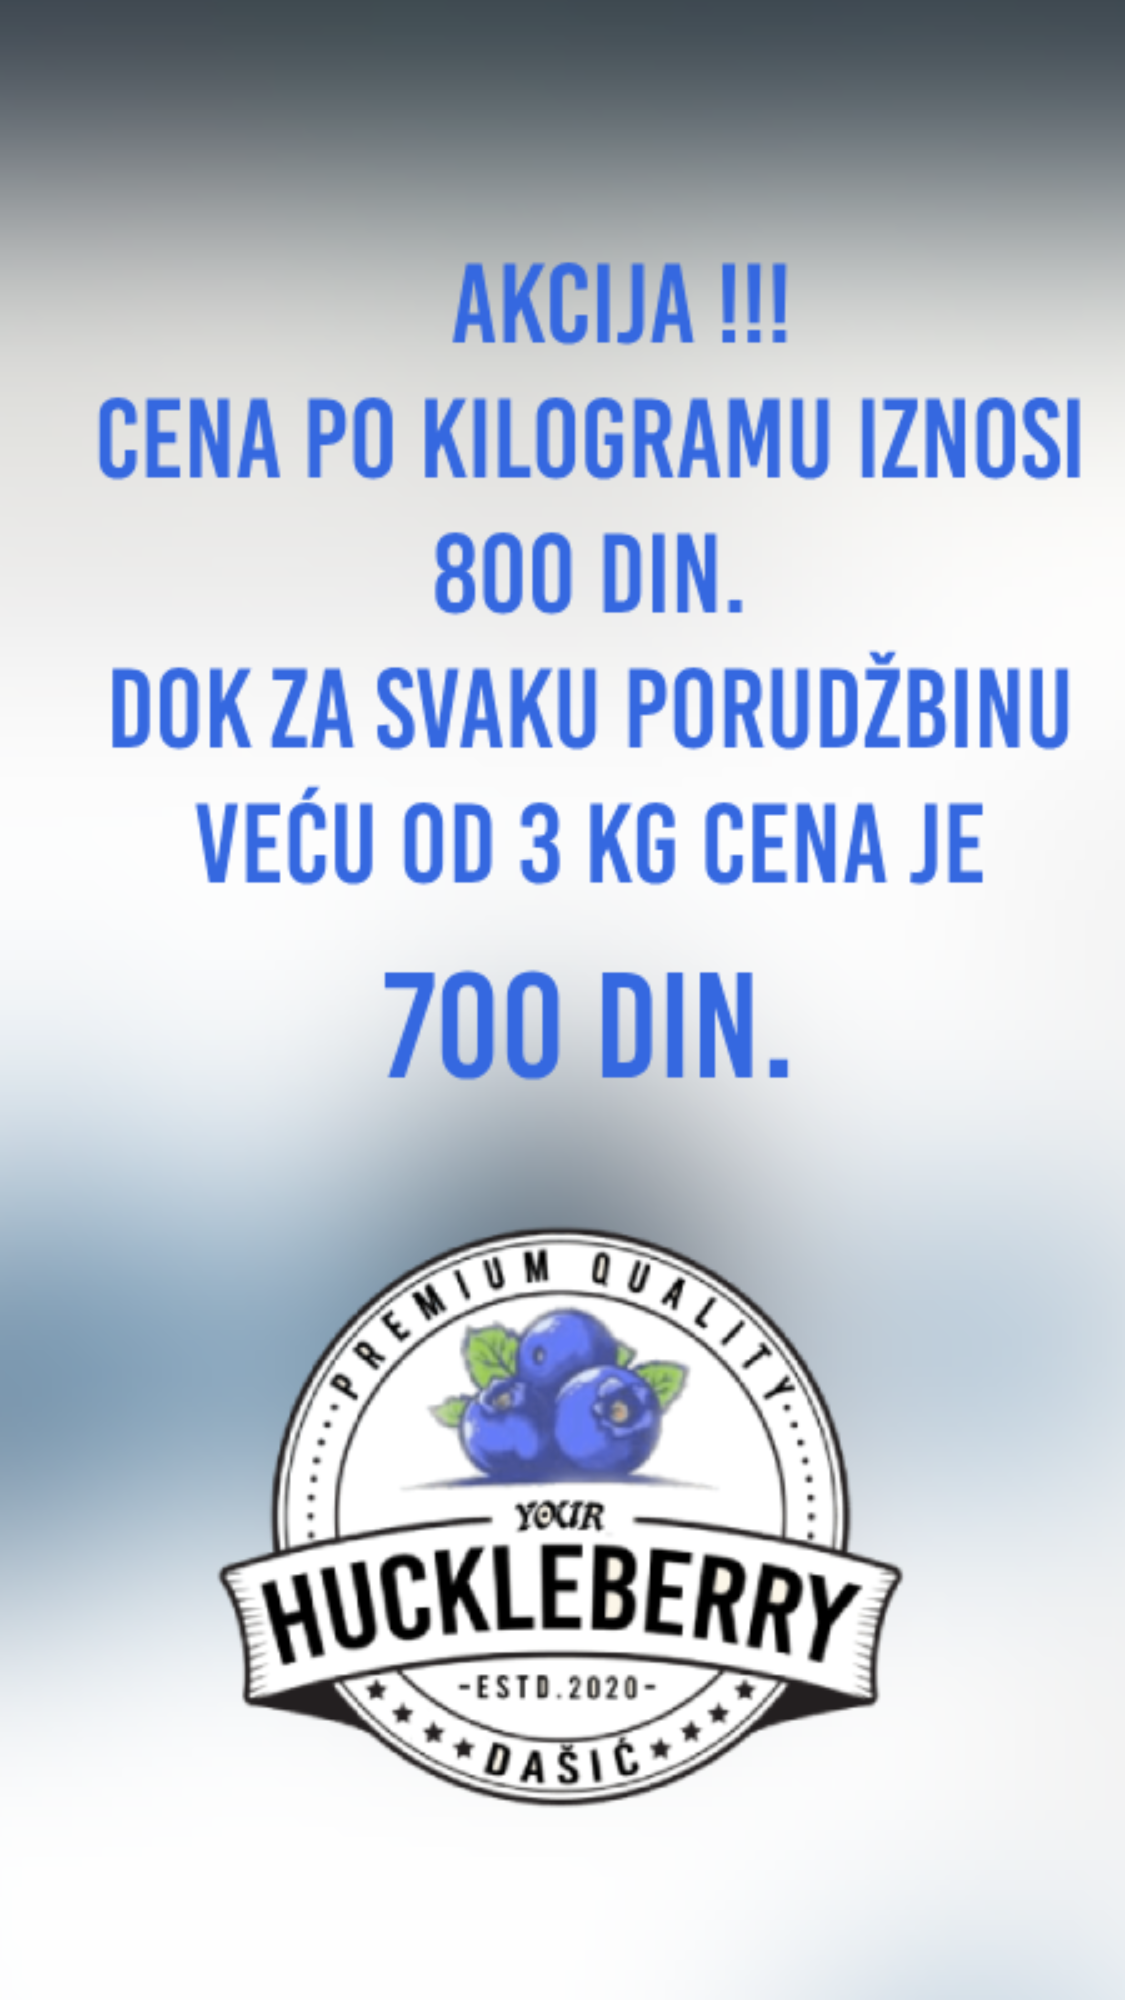 AKCIJA !!!
CENA PO KILOGRAMU IZNOSI
800 DIN.
DOK ZA SVAKU PORUDŽBINU
VEĆU OD 3 KG CENA JE
700 DIN.
PREMIUM QUALITY
YOUR
HUCKLEBERRY
-ESTD.2020-
DAŠIĆ